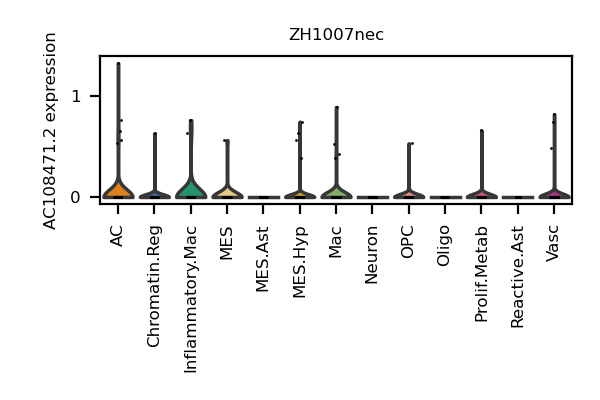 ZH1007nec
AC108471.2 expression
1
0
AC
Chromatin.Reg
Inflammatory.Mac
MES
MES.Ast
MES.Hyp
Mac
Neuron
OPC
Oligo
Prolif.Metab
Reactive.Ast
Vasc